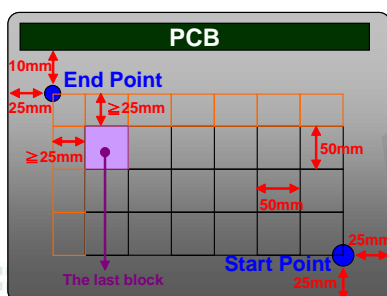 PCB
10mm
End Point
25mm
≧25mm
≧25mm
50mm
50mm
25mm
Start Point
The last block
25mm